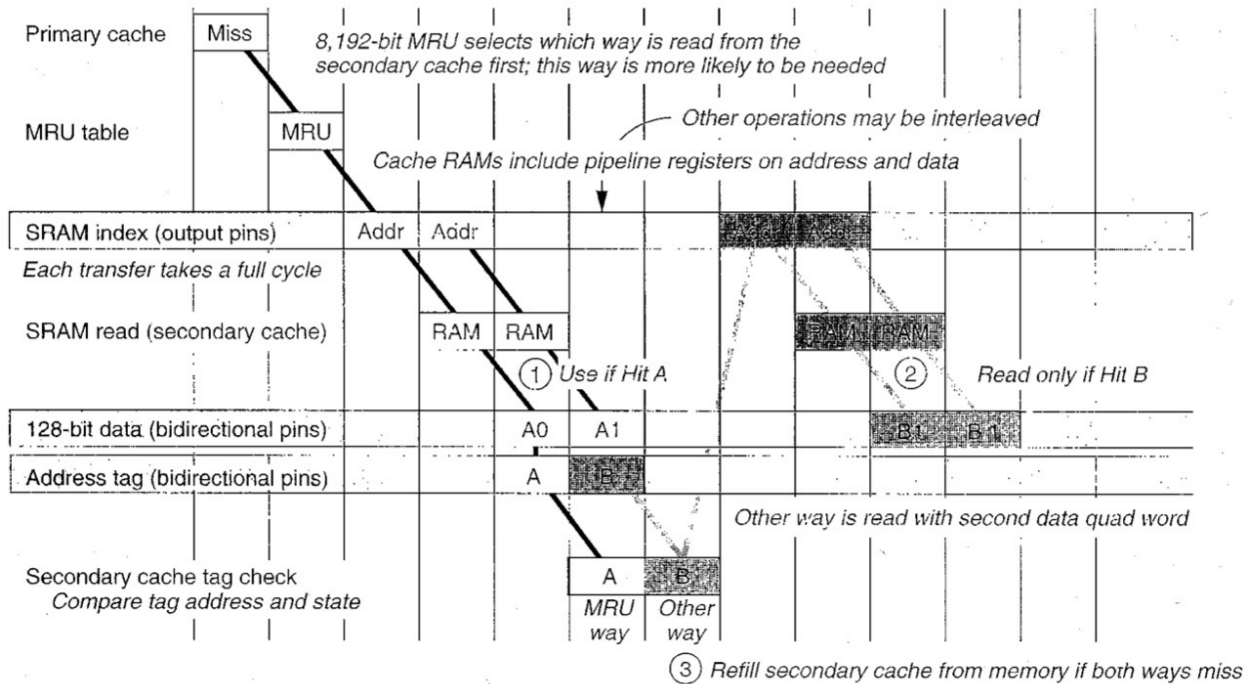 Primary cache
Miss
8,192-bit MRU selects which way is read from the
secondary cache first; this way is more likely to be needed
MRU table
MRU
Other operations may be interleaved
Cache RAMs include pipeline registers on address and data
SRAM index (output pins)
Addr
Addr
Addr
Addr
Each transfer takes a full cycle
SRAM read (secondary cache)
RAM
RAM
RAM
RAM
1 Use if Hit A
2
Read only if Hit B
128-bit data (bidirectional pins)
A0
A1
B1
B1
Address tag (bidirectional pins)
A
B
Other way is read with second data quad word
Secondary cache tag check
A
B
Compare tag address and state
MRU
way
Other
way
3 Refill secondary cache from memory if both ways miss